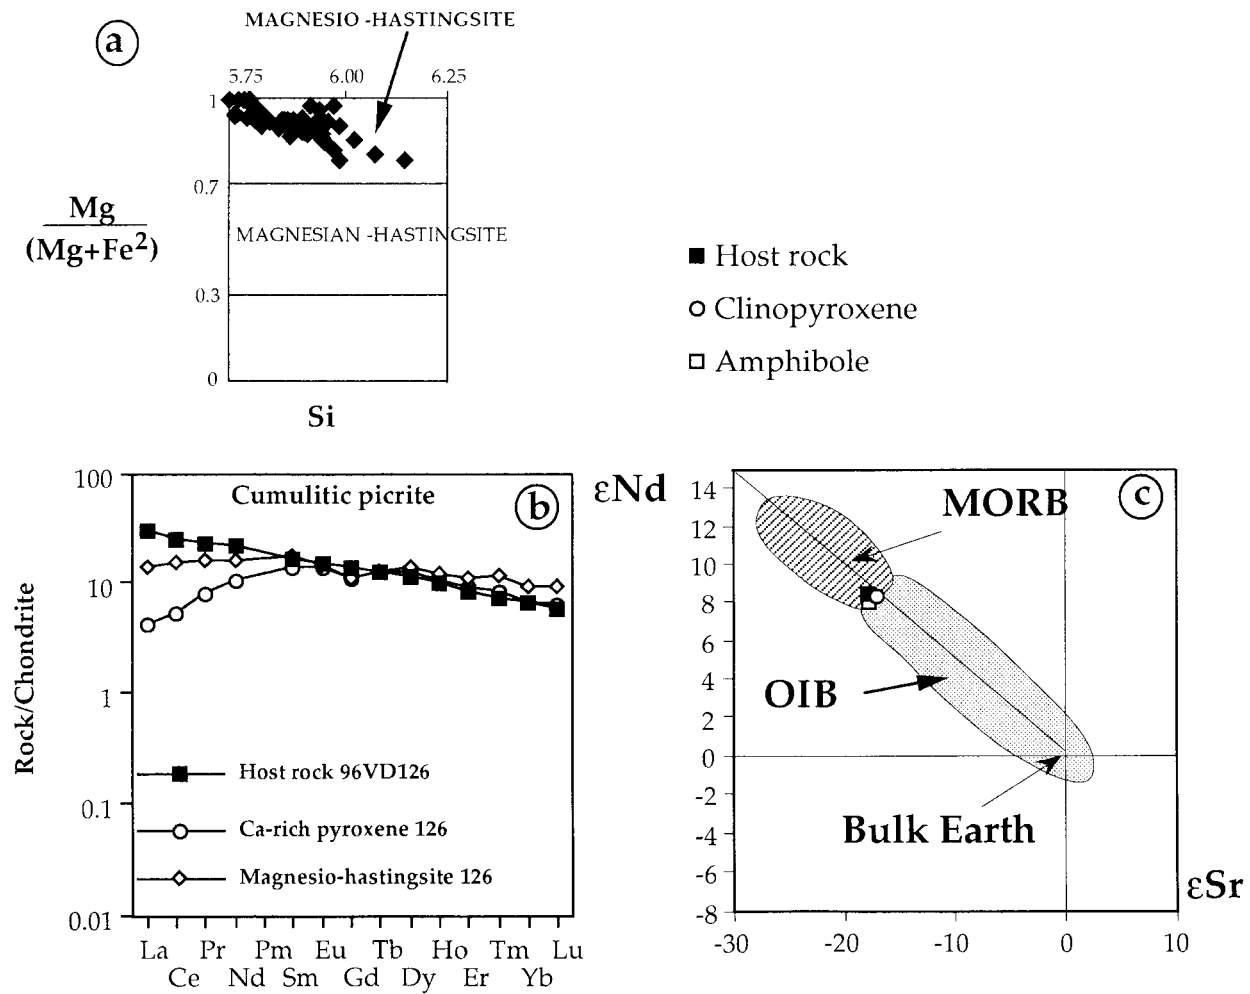 a
MAGNESIO -HASTINGSITE
5.75 6.00 6.25
1
0.7
0.3
0
Mg
(Mg+Fe²)
MAGNESIAN -HASTINGSITE
Si
Host rock
Clinopyroxene
Amphibole
100
10
1
0.1
0.01
Rock/Chondrite
Cumulitic picrite
b
Host rock 96VD126
Ca-rich pyroxene 126
Magnesio-hastingsite 126
La Pr Pm Eu Tb Ho Tm Lu
Ce Nd Sm Gd Dy Er Yb
εNd
c
14
12
10
8
6
4
2
0
-2
-4
-6
-8
MORB
OIB
Bulk Earth
εSr
-30 -20 -10 0 10